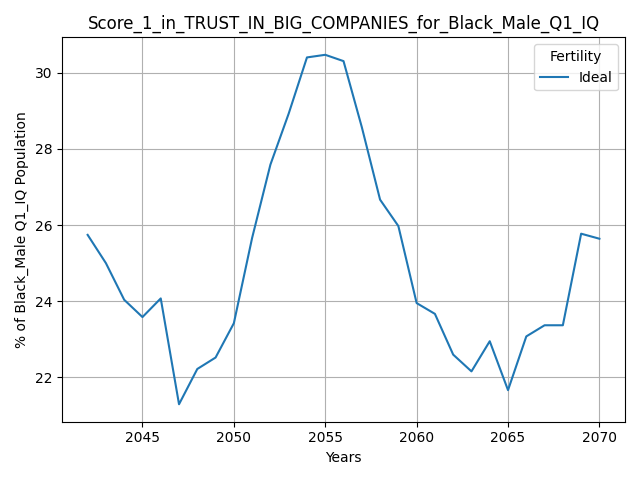 Score_1_in_TRUST_IN_BIG_COMPANIES_for_Black_Male_Q1_IQ
Fertility
Ideal
% of Black_Male Q1_IQ Population
30
28
26
24
22
2045 2050 2055 2060 2065 2070
Years